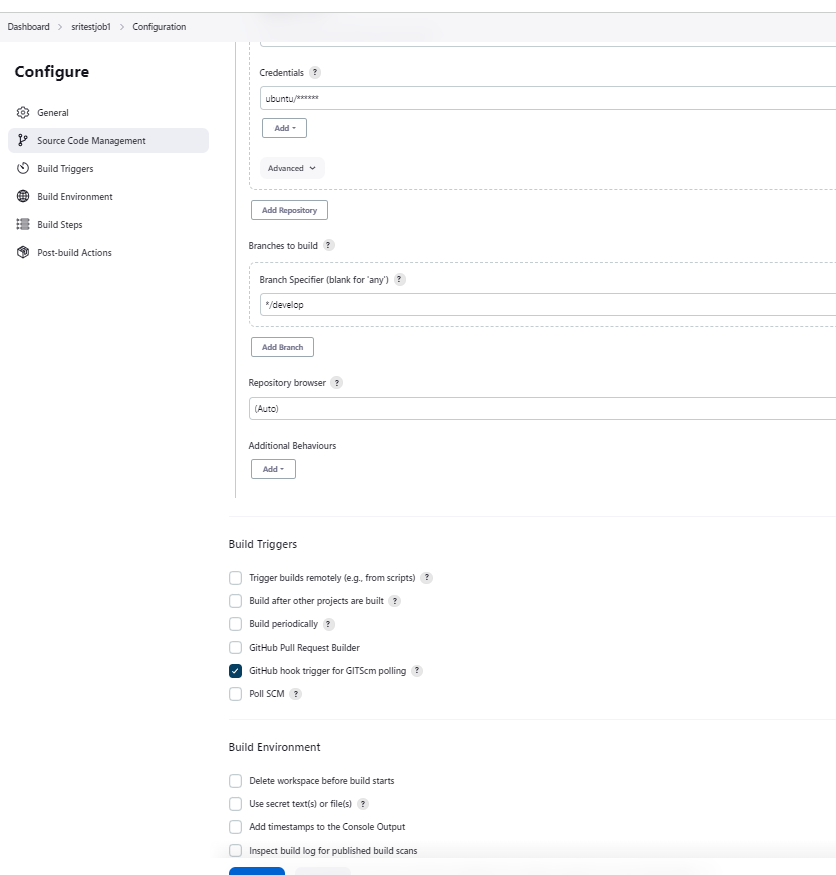 Dashboard > sritestjob1 > Configuration
Configure
General
Source Code Management
Build Triggers
Build Environment
Build Steps
Post-build Actions
Credentials ?
ubuntu/******
Add
Advanced
Add Repository
Branches to build ?
Branch Specifier (blank for 'any') ?
*/develop
Add Branch
Repository browser ?
(Auto)
Additional Behaviours
Add
Build Triggers
Trigger builds remotely (e.g., from scripts) ?
Build after other projects are built ?
Build periodically ?
GitHub Pull Request Builder
GitHub hook trigger for GITScm polling ?
Poll SCM ?
Build Environment
Delete workspace before build starts
Use secret text(s) or file(s) ?
Add timestamps to the Console Output
Inspect build log for published build scans